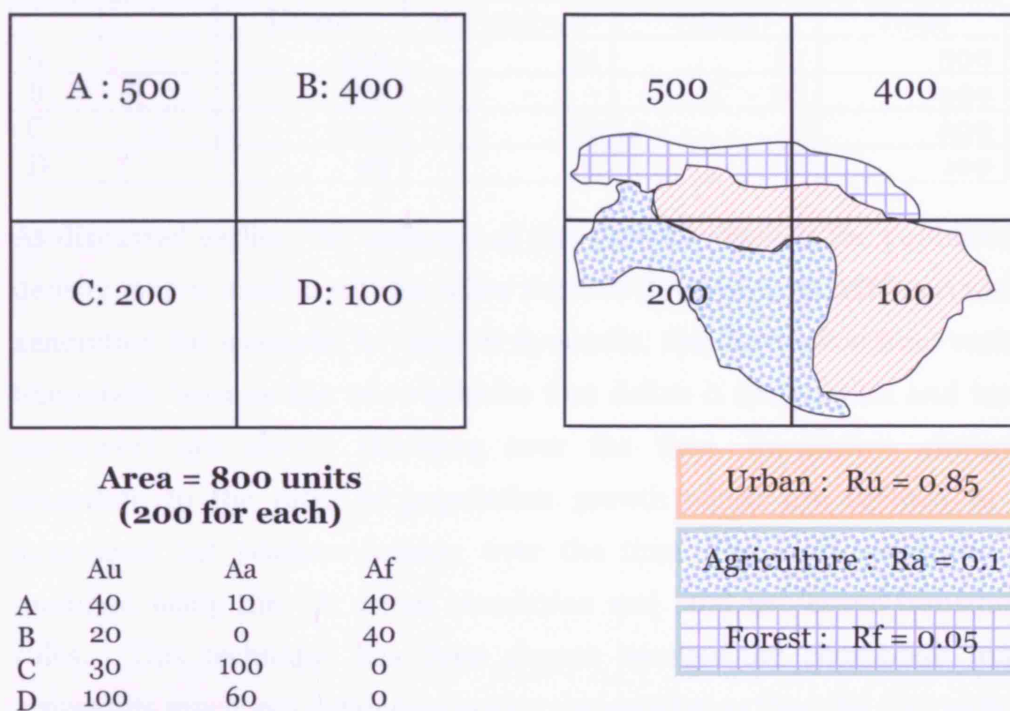 A : 500
B: 400
C: 200
D: 100
500
400
200
100
Area = 800 units
(200 for each)
Au Aa Af
A 40 10 40
B 20 0 40
C 30 100 0
D 100 60 0
Urban : Ru = 0.85
Agriculture : Ra = 0.1
Forest : Rf = 0.05